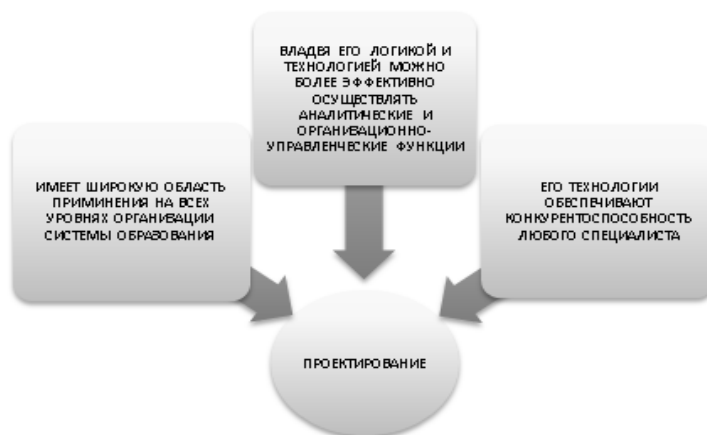 ВЛАДЕЯ ЕГО ЛОГИКОЙ И
ТЕХНОЛОГИЕЙ МОЖНО
БОЛЕЕ ЭФФЕКТИВНО
ОСУЩЕСТВЛЯТЬ
АНАЛИТИЧЕСКИЕ И
ОРГАНИЗАЦИОННО-
УПРАВЛЕНЧЕСКИЕ ФУНКЦИИ
ИМЕЕТ ШИРОКУЮ ОБЛАСТЬ
ПРИМИНЕНИЯ НА ВСЕХ
УРОВНЯХ ОРГАНИЗАЦИИ
СИСТЕМЫ ОБРАЗОВАНИЯ
ЕГО ТЕХНОЛОГИИ
ОБЕСПЕЧИВАЮТ
КОНКУРЕНТОСПОСОБНОСТЬ
ЛЮБОГО СПЕЦИАЛИСТА
ПРОЕКТИРОВАНИЕ